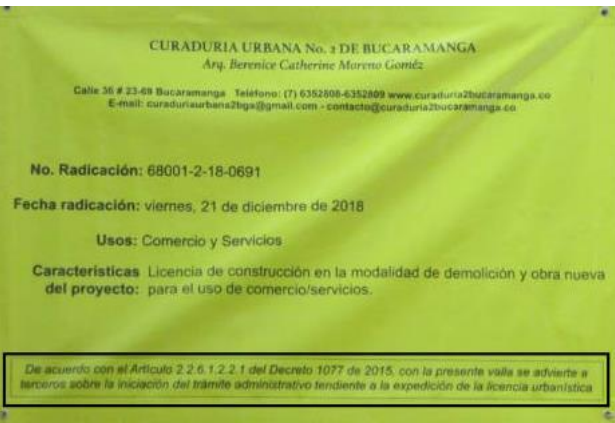 CURADURIA URBANA No. 2 DE BUCARAMANGA
Arq. Berenice Catherine Moreno Goméz
Calle 36 # 23-69 Bucaramanga Teléfono: (7) 6352808-6352809 www.curaduria2bucaramanga.co
E-mail: curaduriaurbana2bga@gmail.com - contacto@curaduria2bucaramanga.co
No. Radicación: 68001-2-18-0691
Fecha radicación: viernes, 21 de diciembre de 2018
Usos: Comercio y Servicios
Caracteristicas Licencia de construcción en la modalidad de demolición y obra nueva
del proyecto: para el uso de comercio/servicios.
De acuerdo con el Artículo 2.2.6.1.2.2.1 del Decreto 1077 de 2015, con la presente valla se advierte a
terceros sobre la iniciación del trámite administrativo tendiente a la expedición de la licencia urbanística